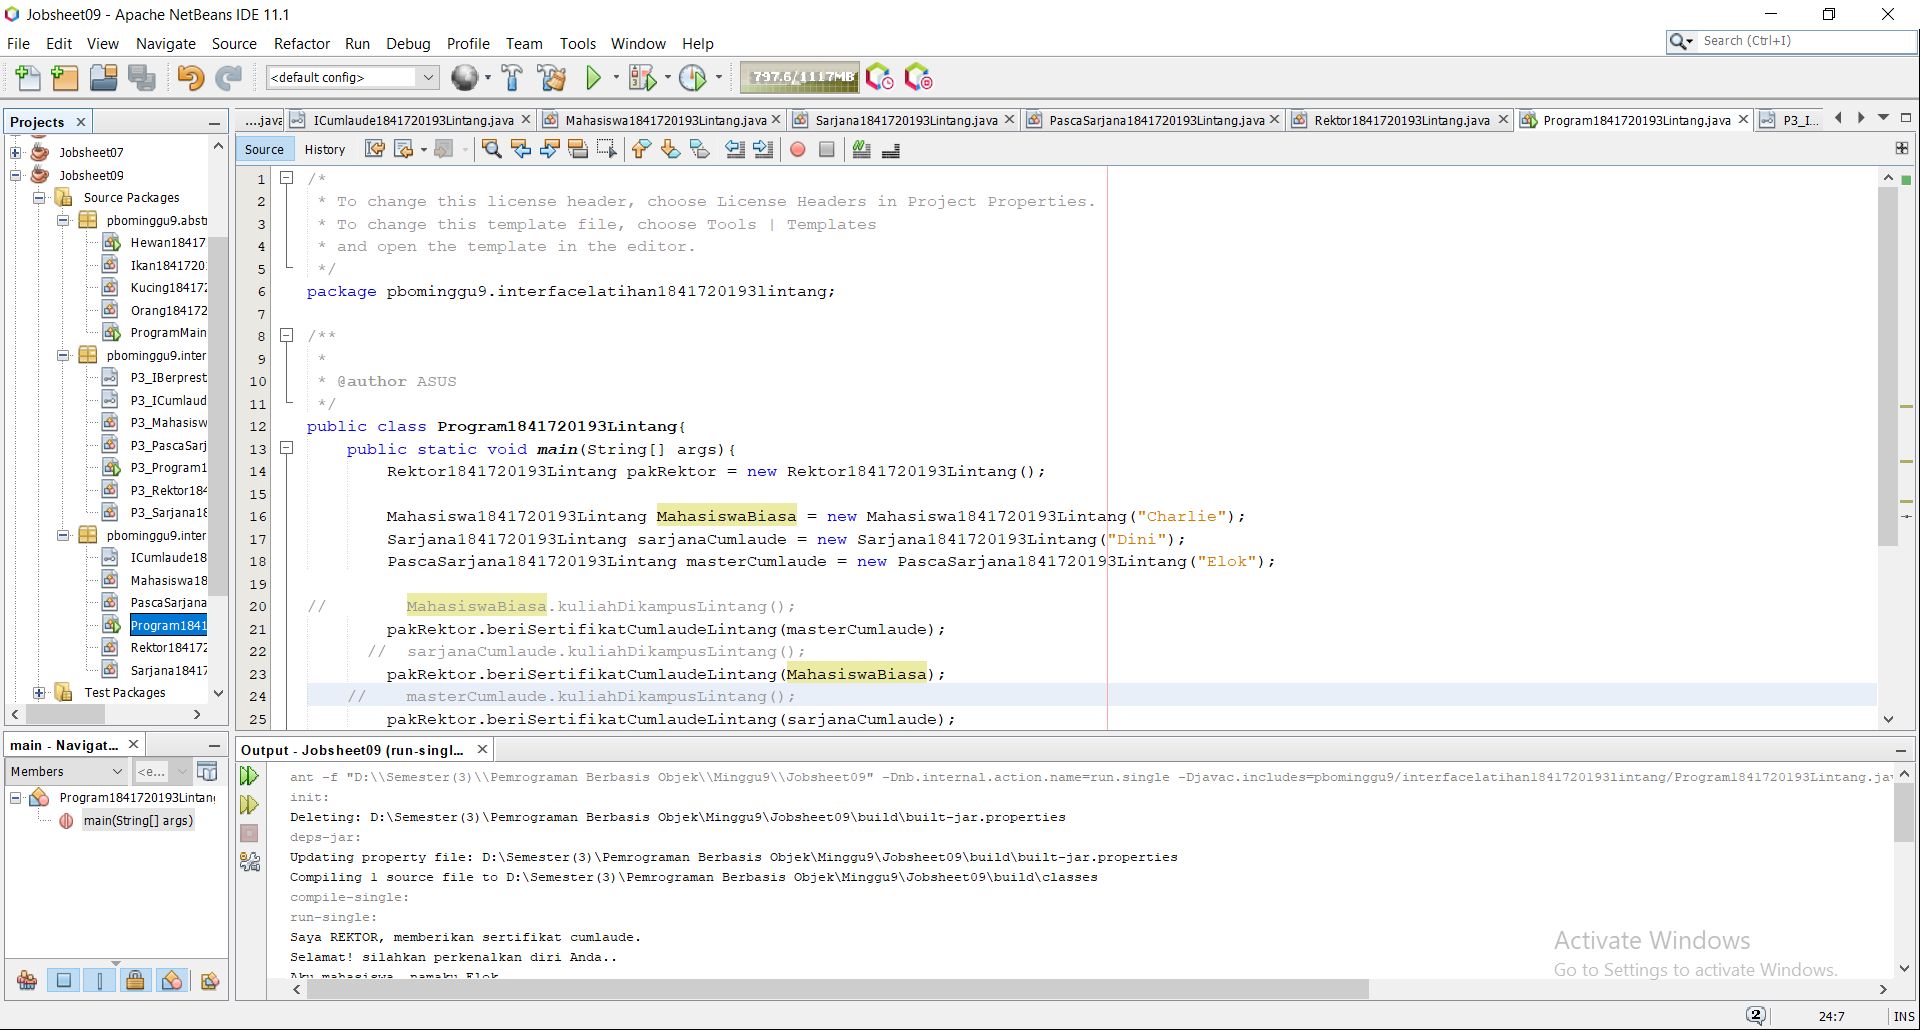 Jobsheet09 - Apache NetBeans IDE 11.1
File Edit View Navigate Source Refactor Run Debug Profile Team Tools Window Help
Search (Ctrl+I)
<default config>
797.6/1117MB
Projects
....java
ICumlaude1841720193Lintang.java
Mahasiswa1841720193Lintang.java
Sarjana1841720193Lintang.java
PascaSarjana1841720193Lintang.java
Rektor1841720193Lintang.java
Program1841720193Lintang.java
P3_I...
Source History
Jobsheet07
Jobsheet09
Source Packages
pbominggu9.abst
Hewan18417
Ikan1841720
Kucing184172
Orang184172
ProgramMain
pbominggu9.inter
P3_IBerprest
P3_ICumlaud
P3_Mahasisw
P3_PascaSarj
P3_Program1
P3_Rektor184
P3_Sarjana18
pbominggu9.inter
ICumlaude18
Mahasiswa18
PascaSarjana
Program1841
Rektor184172
Sarjana18417
Test Packages
1 /*
2 * To change this license header, choose License Headers in Project Properties.
3 * To change this template file, choose Tools | Templates
4 * and open the template in the editor.
5 */
6 package pbominggu9.interfacelatihan1841720193lintang;
7
8 /**
9 *
10 * @author ASUS
11 */
12 public class Program1841720193Lintang{
13 public static void main(String[] args){
14 Rektor1841720193Lintang pakRektor = new Rektor1841720193Lintang();
15
16 Mahasiswa1841720193Lintang MahasiswaBiasa = new Mahasiswa1841720193Lintang("Charlie");
17 Sarjana1841720193Lintang sarjanaCumlaude = new Sarjana1841720193Lintang("Dini");
18 PascaSarjana1841720193Lintang masterCumlaude = new PascaSarjana1841720193Lintang("Elok");
19
20 // MahasiswaBiasa.kuliahDikampusLintang();
21 pakRektor.beriSertifikatCumlaudeLintang(masterCumlaude);
22 // sarjanaCumlaude.kuliahDikampusLintang();
23 pakRektor.beriSertifikatCumlaudeLintang(MahasiswaBiasa);
24 // masterCumlaude.kuliahDikampusLintang();
25 pakRektor.beriSertifikatCumlaudeLintang(sarjanaCumlaude);
main - Navigat...
Members
<e...
Program1841720193Lintang
main(String[] args)
Output - Jobsheet09 (run-singl...
ant -f "D:\\Semester(3)\\Pemrograman Berbasis Objek\\Minggu9\\Jobsheet09" -Dnb.internal.action.name=run.single -Djavac.includes=pbominggu9/interfacelatihan1841720193lintang/Program1841720193Lintang.jav
init:
Deleting: D:\Semester(3)\Pemrograman Berbasis Objek\Minggu9\Jobsheet09\build\built-jar.properties
deps-jar:
Updating property file: D:\Semester(3)\Pemrograman Berbasis Objek\Minggu9\Jobsheet09\build\built-jar.properties
Compiling 1 source file to D:\Semester(3)\Pemrograman Berbasis Objek\Minggu9\Jobsheet09\build\classes
compile-single:
run-single:
Saya REKTOR, memberikan sertifikat cumlaude.
Selamat! silahkan perkenalkan diri Anda..
Aku mahasiswa, namaku Elok
Activate Windows
Go to Settings to activate Windows.
2
24:7
INS